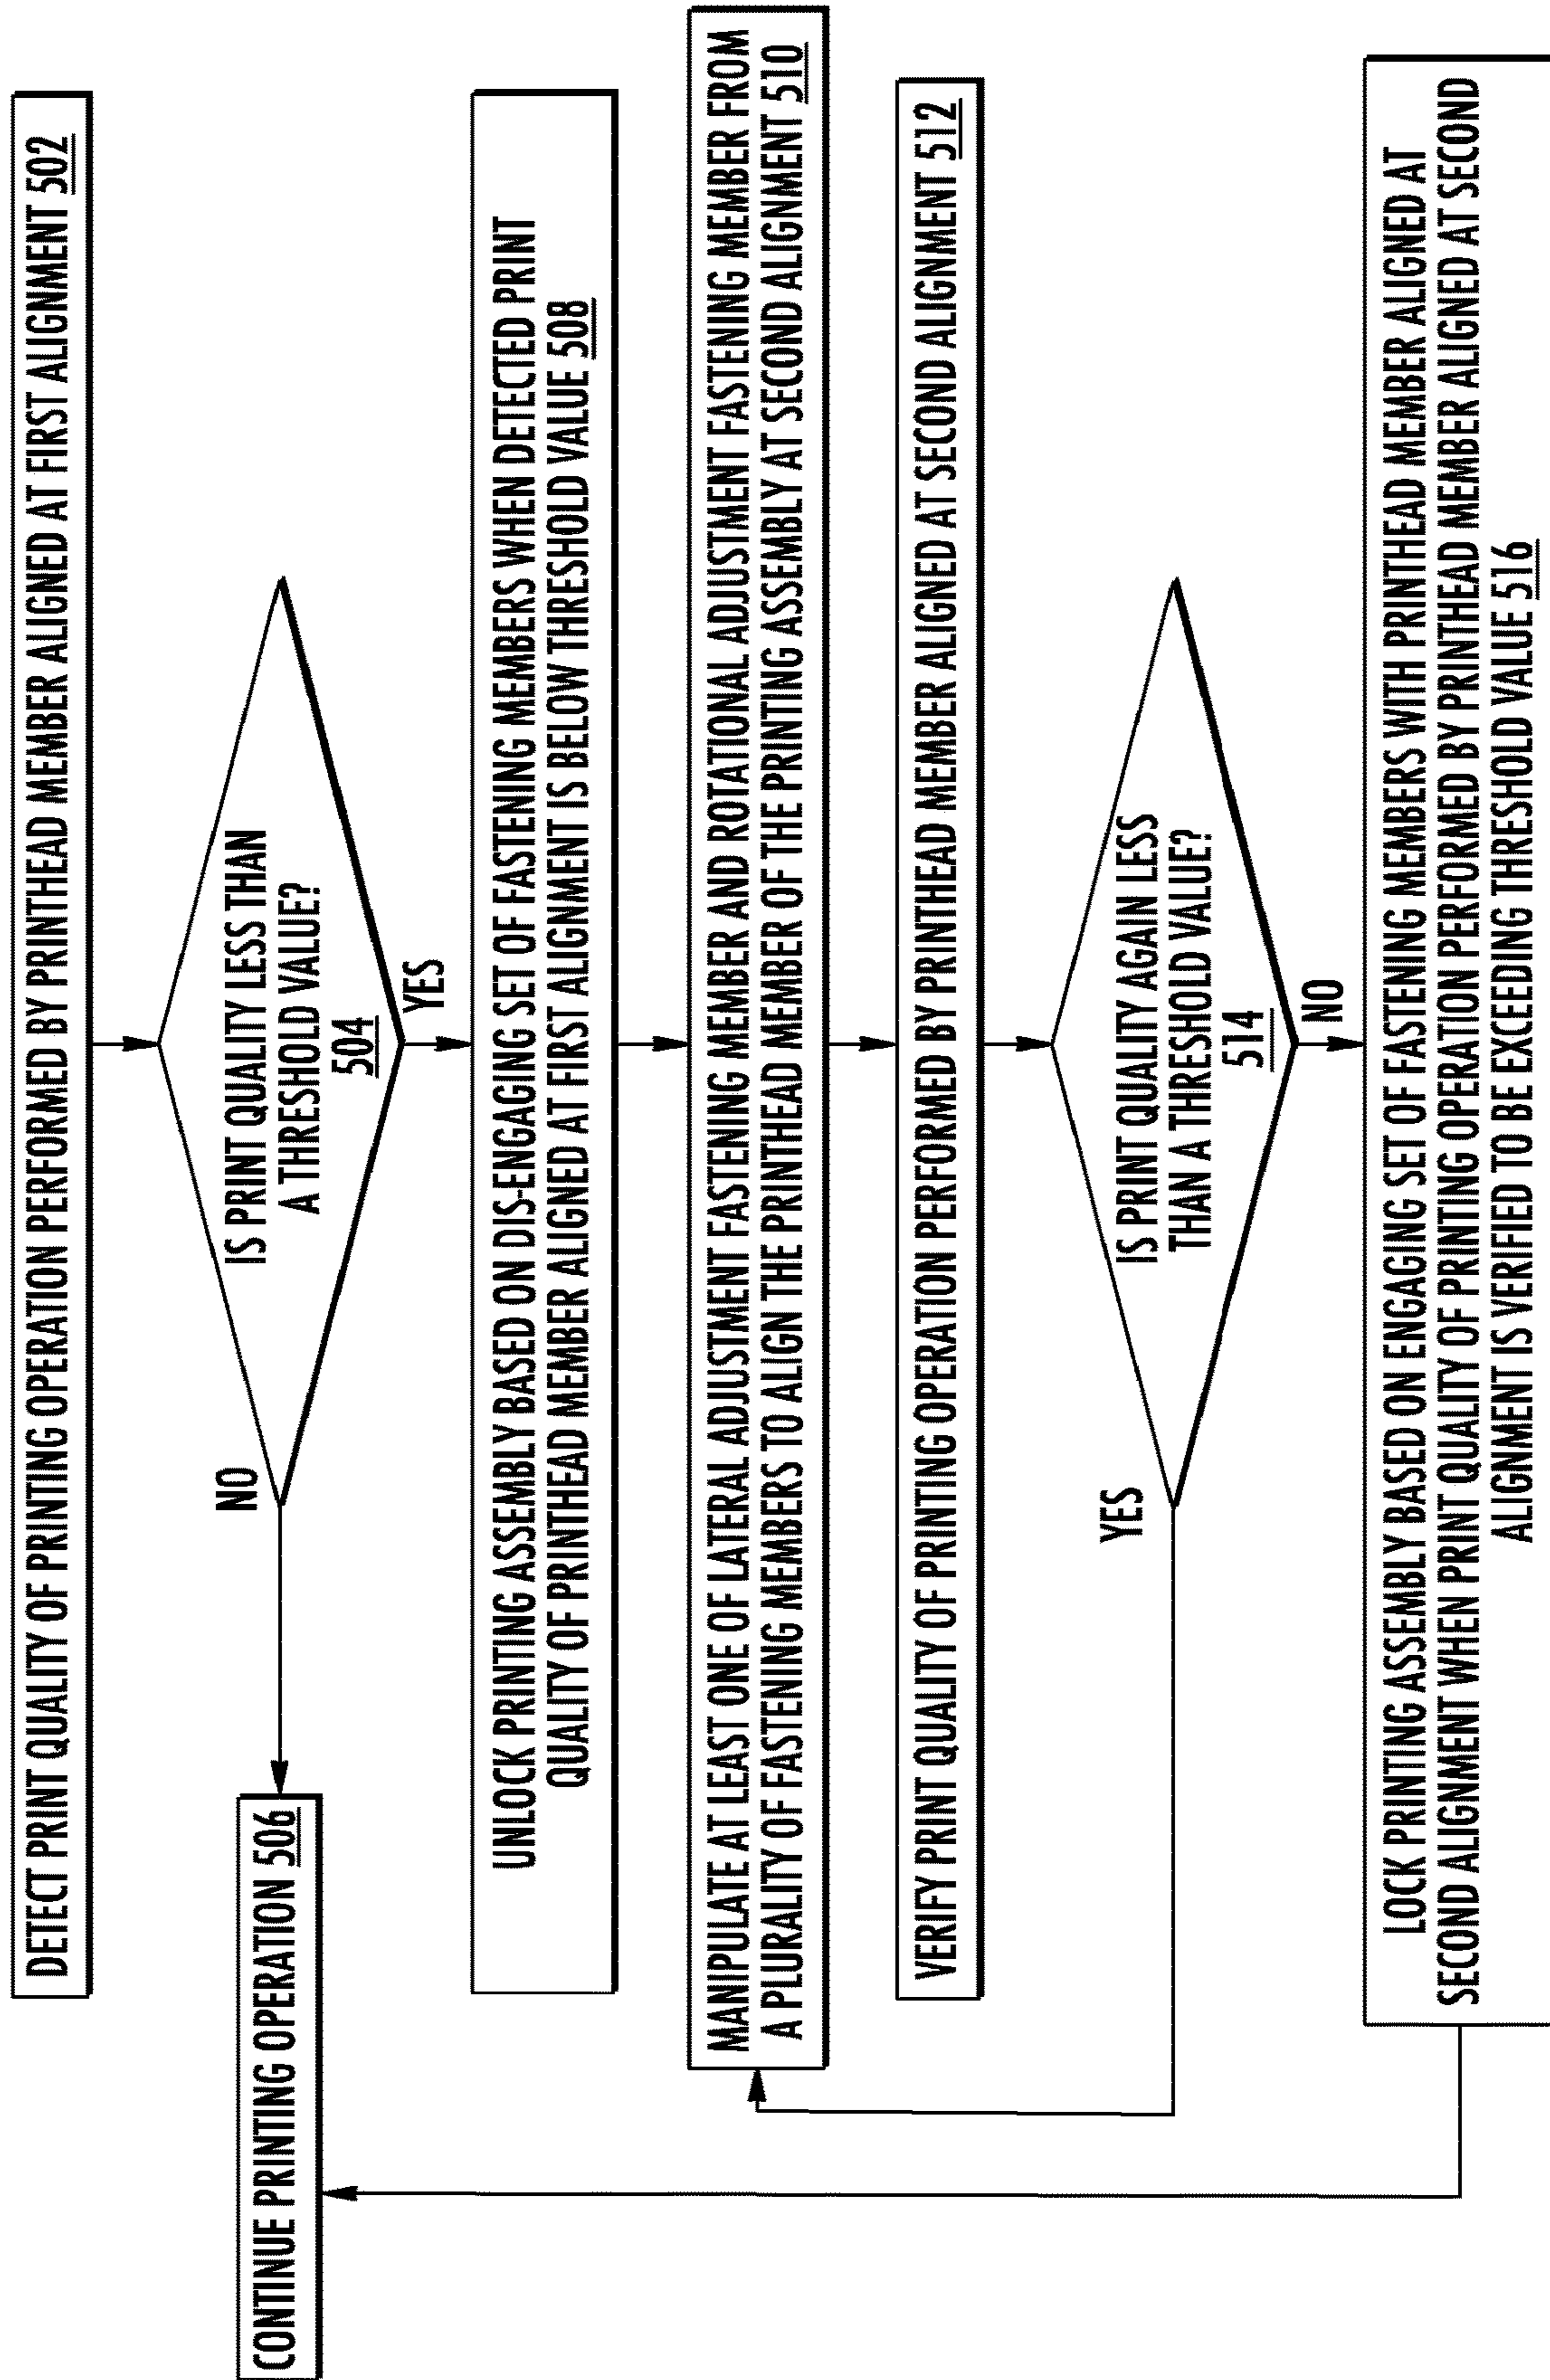 DETECT PRINT QUALITY OF PRINTING OPERATION PERFORMED BY PRINTHEAD MEMBER ALIGNED AT FIRST ALIGNMENT 502
IS PRINT QUALITY LESS THAN
A THRESHOLD VALUE?
504
NO
YES
CONTINUE PRINTING OPERATION 506
UNLOCK PRINTING ASSEMBLY BASED ON DIS-ENGAGING SET OF FASTENING MEMBERS WHEN DETECTED PRINT
QUALITY OF PRINTHEAD MEMBER ALIGNED AT FIRST ALIGNMENT IS BELOW THRESHOLD VALUE 508
MANIPULATE AT LEAST ONE OF LATERAL ADJUSTMENT FASTENING MEMBER AND ROTATIONAL ADJUSTMENT FASTENING MEMBER FROM
A PLURALITY OF FASTENING MEMBERS TO ALIGN THE PRINTHEAD MEMBER OF THE PRINTING ASSEMBLY AT SECOND ALIGNMENT 510
VERIFY PRINT QUALITY OF PRINTING OPERATION PERFORMED BY PRINTHEAD MEMBER ALIGNED AT SECOND ALIGNMENT 512
IS PRINT QUALITY AGAIN LESS
THAN A THRESHOLD VALUE?
514
YES
NO
LOCK PRINTING ASSEMBLY BASED ON ENGAGING SET OF FASTENING MEMBERS WITH PRINTHEAD MEMBER ALIGNED AT
SECOND ALIGNMENT WHEN PRINT QUALITY OF PRINTING OPERATION PERFORMED BY PRINTHEAD MEMBER ALIGNED AT SECOND
ALIGNMENT IS VERIFIED TO BE EXCEEDING THRESHOLD VALUE 516